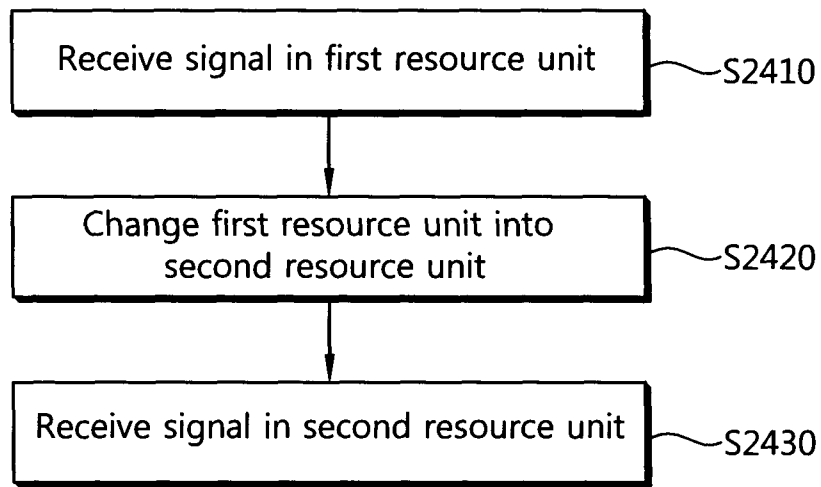 Receive signal in first resource unit
S2410
Change first resource unit into
second resource unit
S2420
Receive signal in second resource unit
S2430